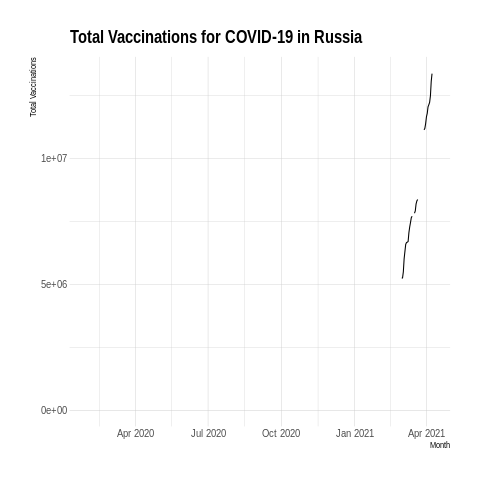 Total Vaccinations for COVID-19 in Russia
Total Vaccinations
1e+07
5e+06
0e+00
Apr 2020 Jul 2020 Oct 2020 Jan 2021 Apr 2021
Month